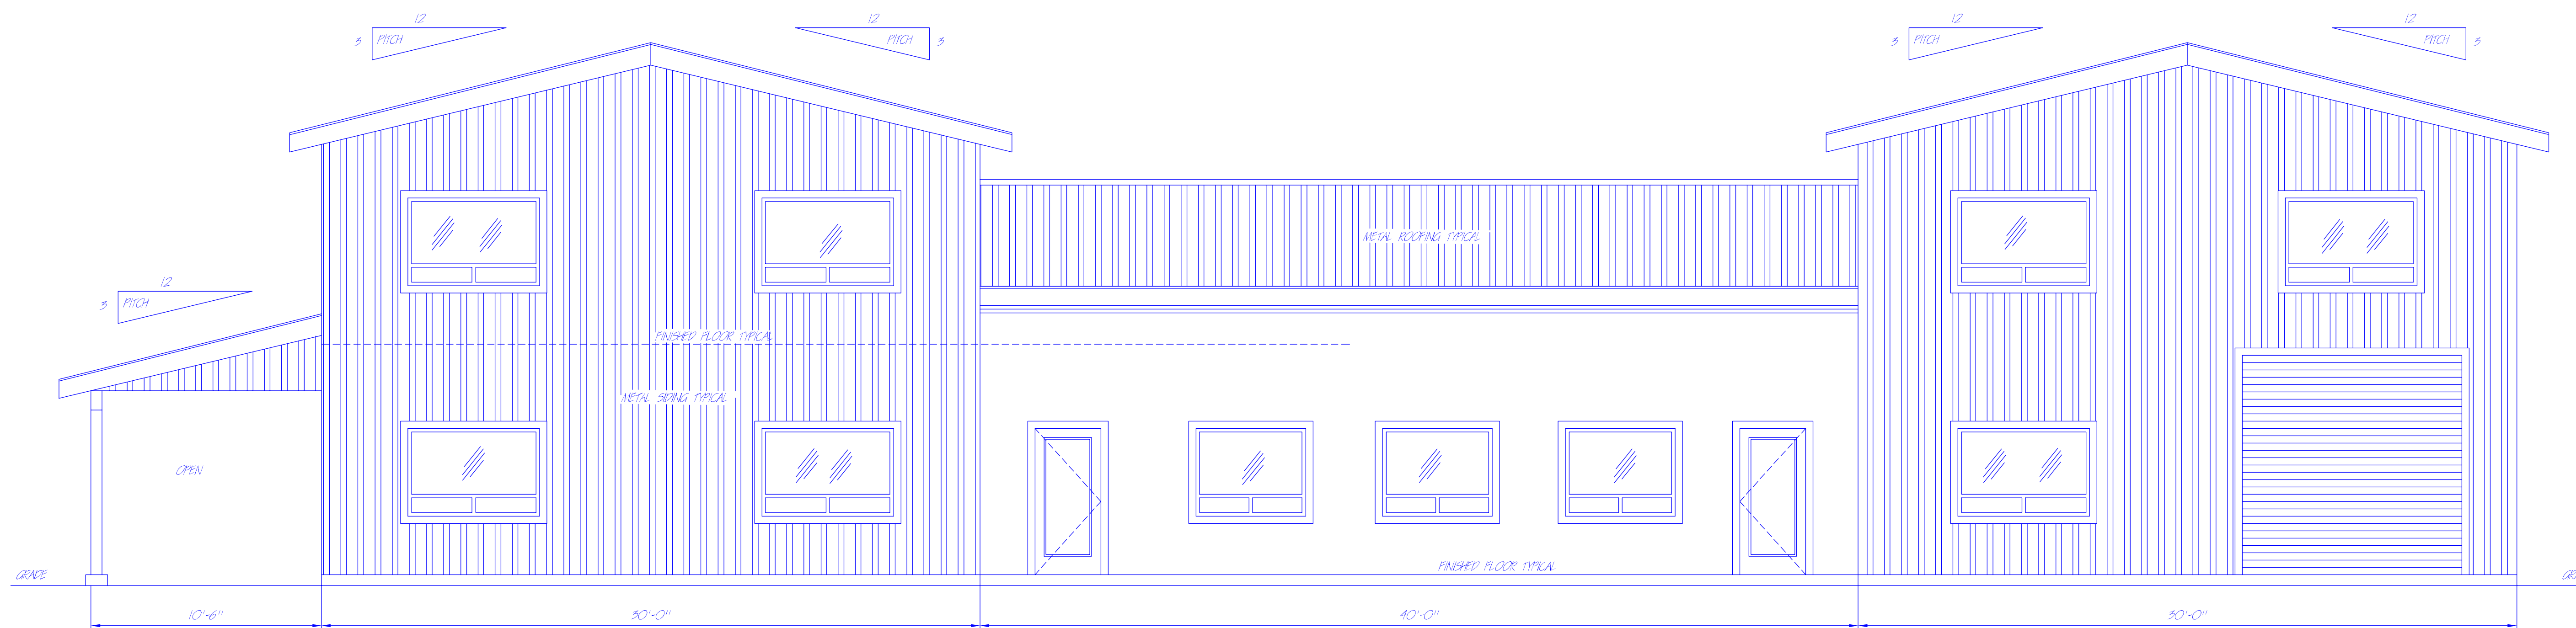 12
12
12
12
3 PITCH
PITCH 3
3 PITCH
PITCH 3
METAL ROOFING TYPICAL
12
3 PITCH
FINISHED FLOOR TYPICAL
METAL SIDING TYPICAL
OPEN
FINISHED FLOOR TYPICAL
GRADE
10'-6"
30'-0"
40'-0"
30'-0"